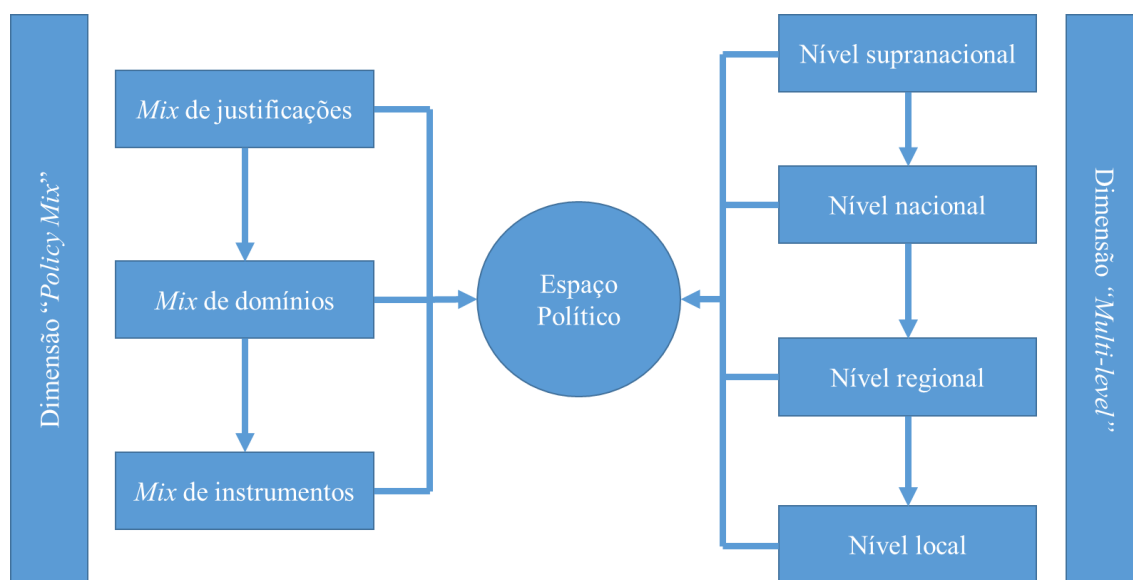 Dimensão “Policy Mix”
Mix de justificações
Mix de domínios
Mix de instrumentos
Espaço
Político
Nível supranacional
Nível nacional
Nível regional
Nível local
Dimensão “Multi-level”